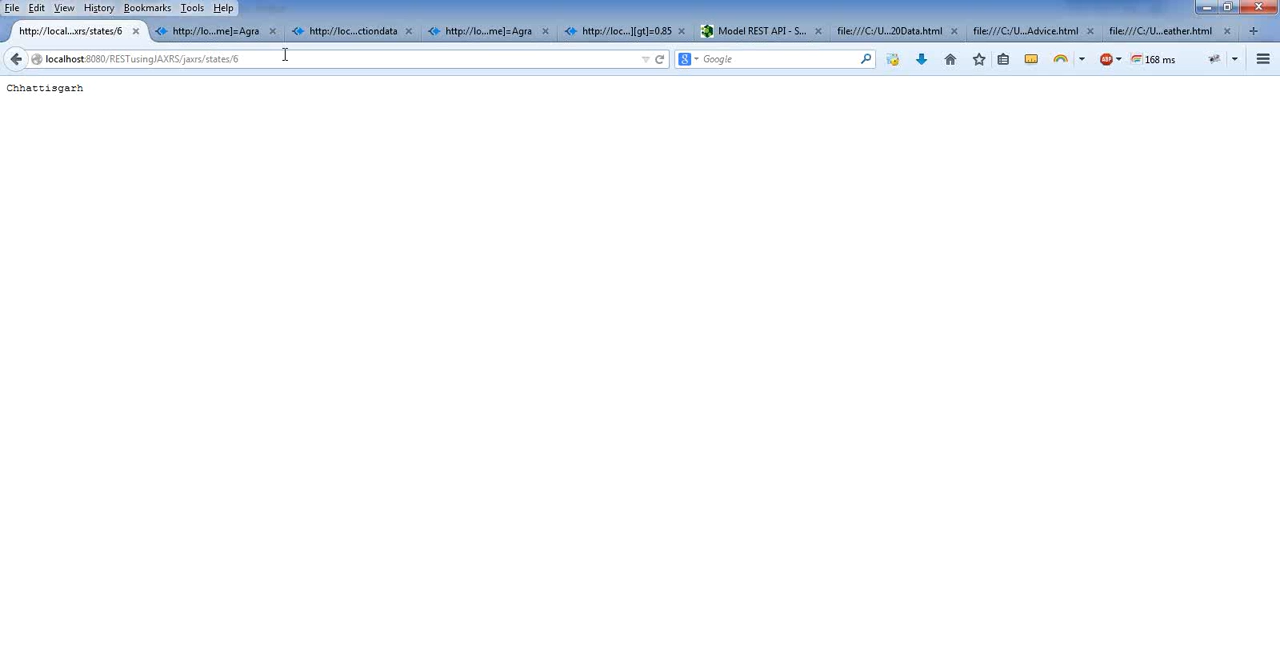 File Edit View History Bookmarks Tools Help
http://local...xrs/states/6 http://lo...me]=Agra http://loc...ctiondata http://lo...me]=Agra http://loc...][gt]=0.85 Model REST API - S... file:///C:/U...20Data.html file:///C:/U...Advice.html file:///C:/U...eather.html
localhost:8080/RESTusingJAXRS/jaxrs/states/6 Google ABP 168 ms
Chhattisgarh